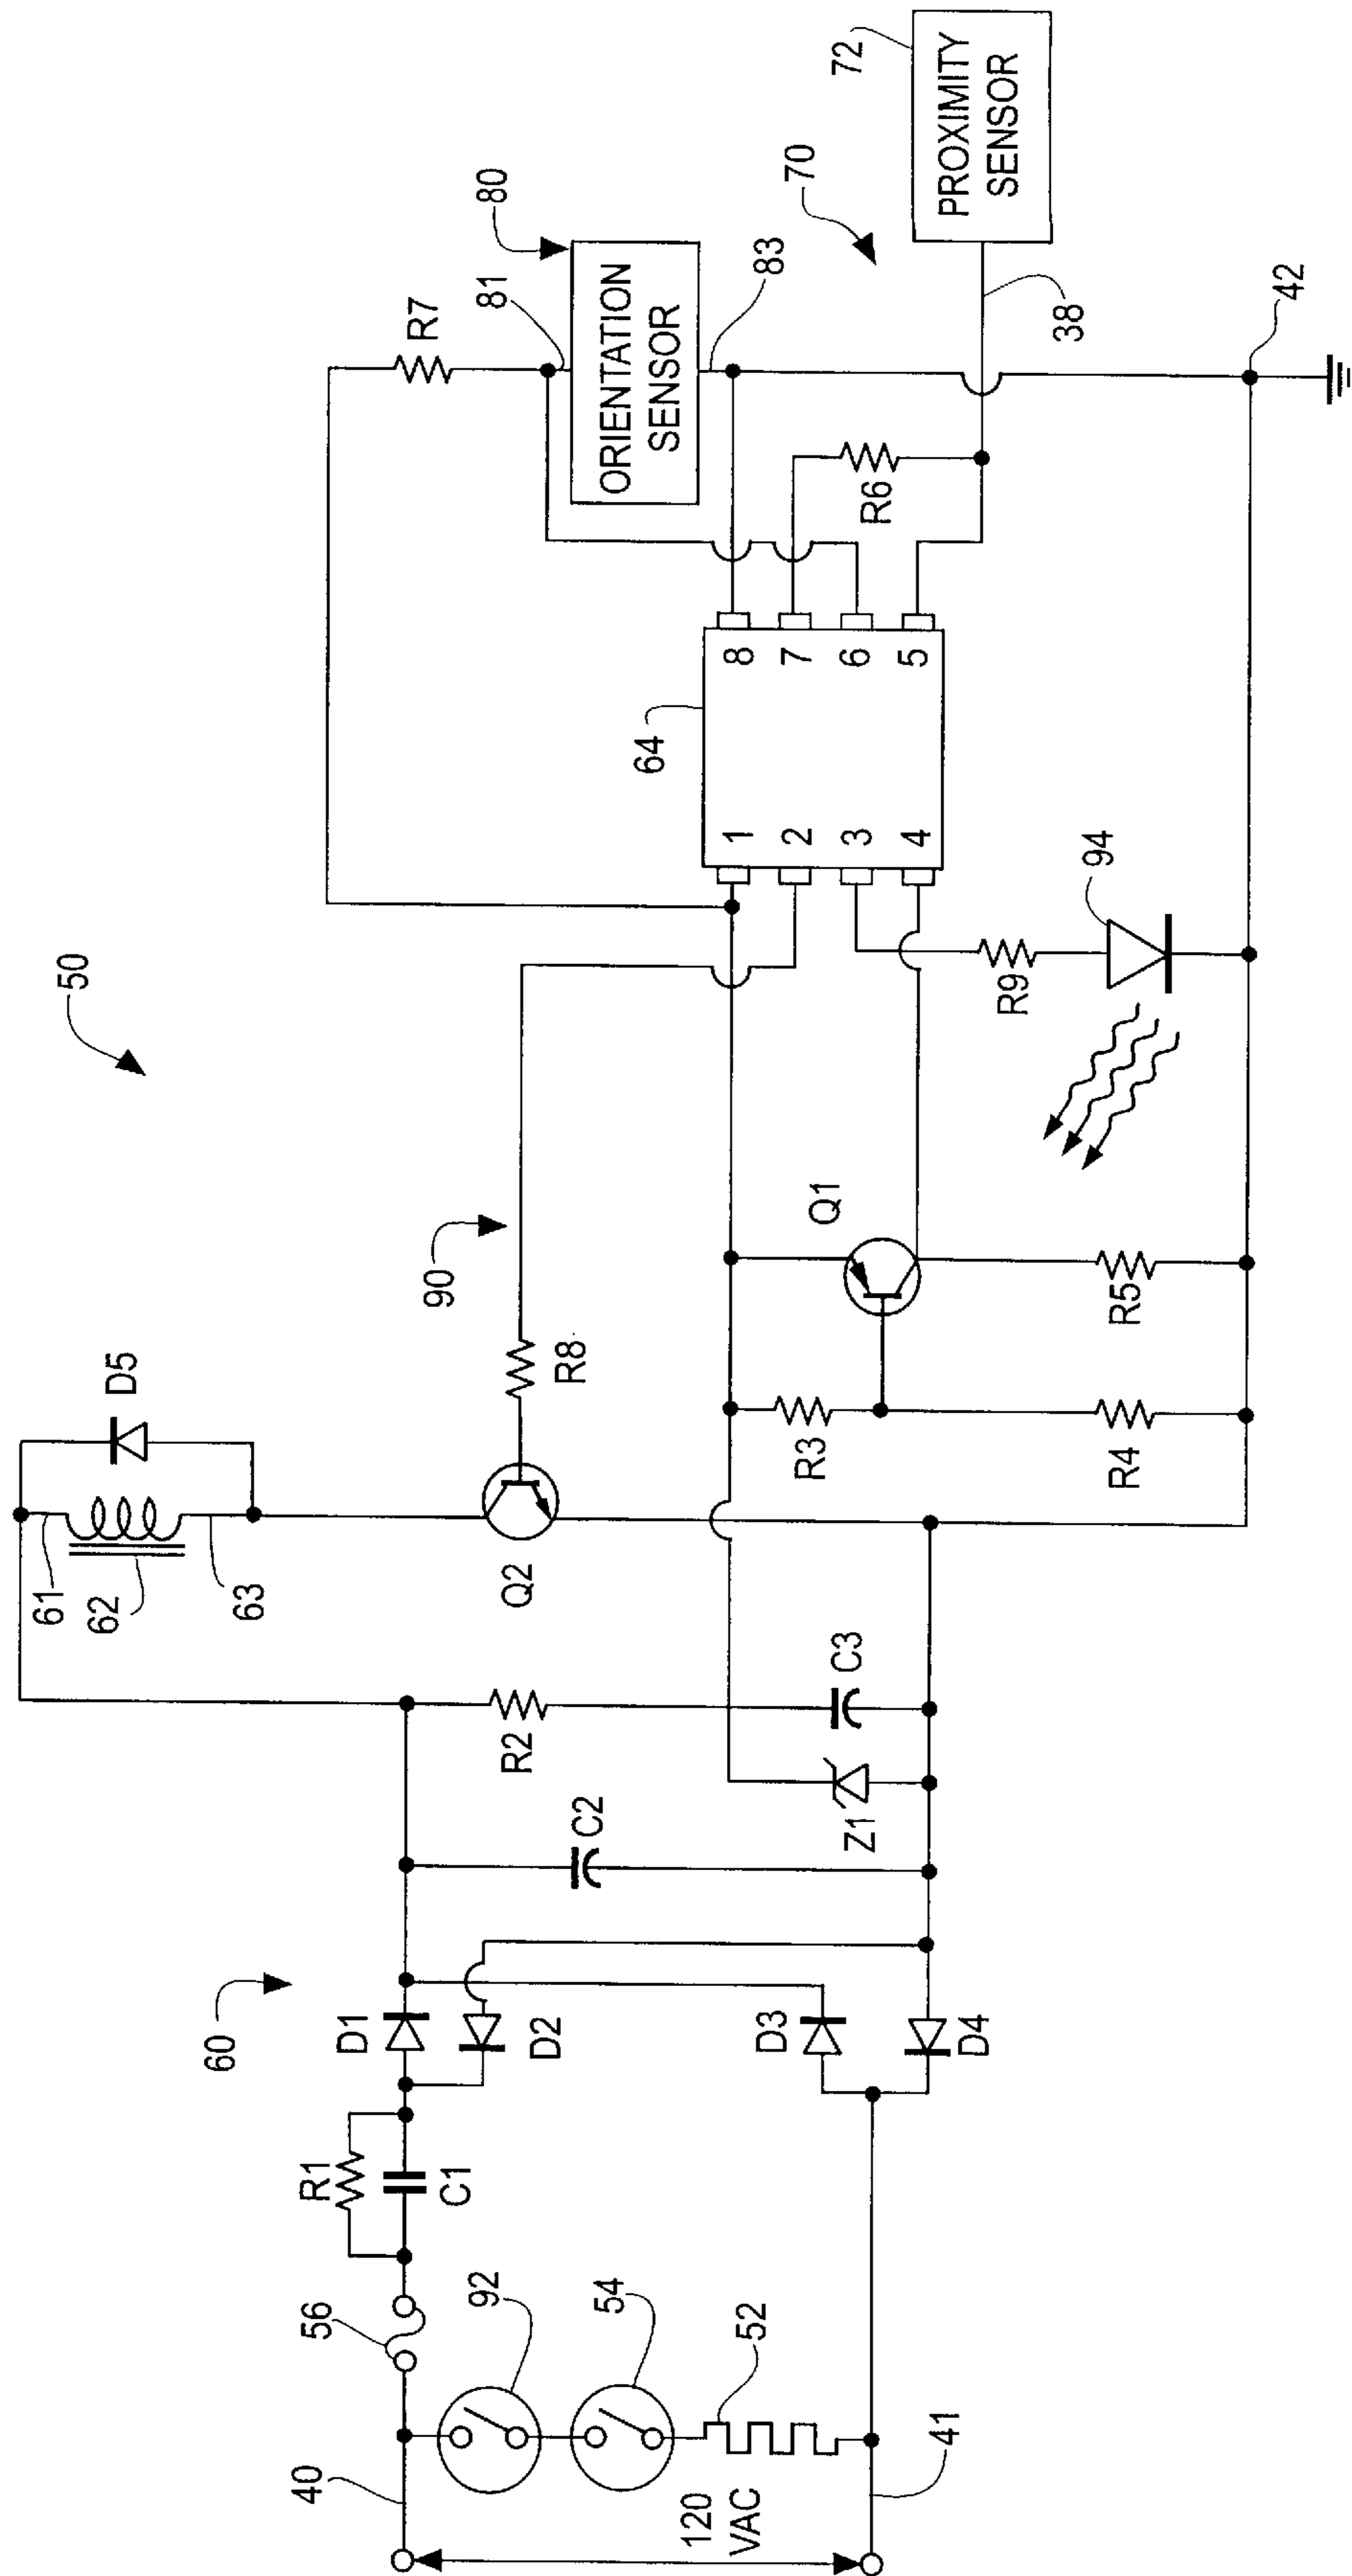 50
60
61
62
63
D5
40
56
R1
C1
D1
D2
92
54
52
120
VAC
41
D3
D4
C2
R2
Z1
C3
Q2
R8
90
R3
R4
Q1
R5
R9
94
64
1
2
3
4
8
7
6
5
R7
81
80
ORIENTATION
SENSOR
83
R6
70
38
72
PROXIMITY
SENSOR
42